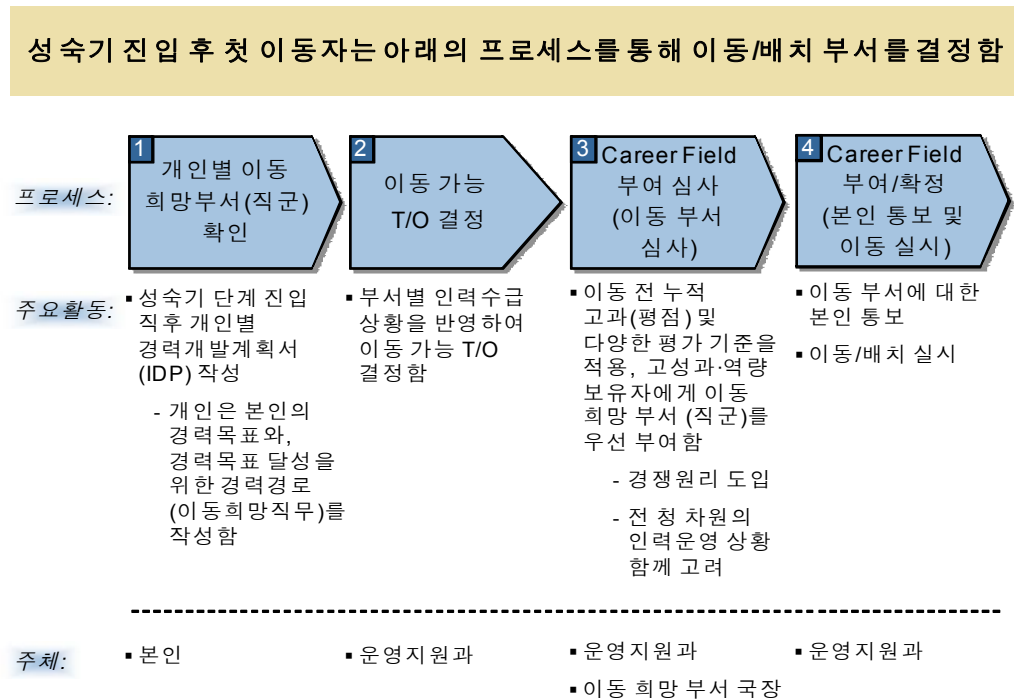 성숙기 진입 후 첫 이동자는 아래의 프로세스를 통해 이동/배치 부서를 결정함
프로세스:
1
개인별 이동
희망부서(직군)
확인
2
이동 가능
T/O 결정
3
Career Field
부여 심사
(이동 부서
심사)
4
Career Field
부여/확정
(본인 통보 및
이동 실시)
주요활동:
▪ 성숙기 단계 진입
직후 개인별
경력개발계획서
(IDP) 작성
- 개인은 본인의
경력목표와,
경력목표 달성을
위한 경력경로
(이동희망직무)를
작성함
▪ 부서별 인력수급
상황을 반영하여
이동 가능 T/O
결정함
▪ 이동 전 누적
고과(평점) 및
다양한 평가 기준을
적용, 고성과·역량
보유자에게 이동
희망 부서 (직군)를
우선 부여함
- 경쟁원리 도입
- 전 청 차원의
인력운영 상황
함께 고려
▪ 이동 부서에 대한
본인 통보
▪ 이동/배치 실시
주체:
▪ 본인
▪ 운영지원과
▪ 운영지원과
▪ 이동 희망 부서 국장
▪ 운영지원과